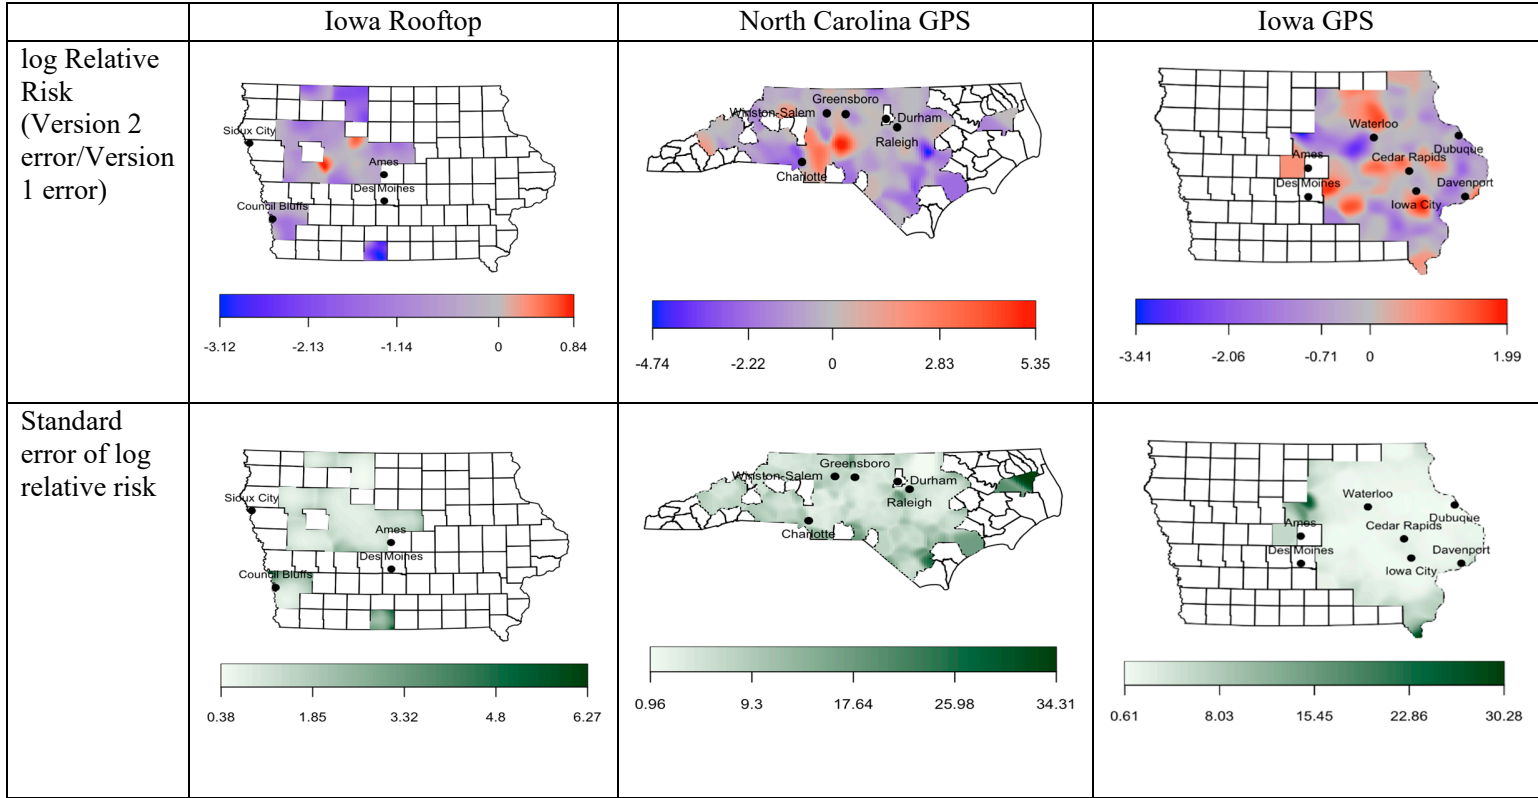 Iowa Rooftop
North Carolina GPS
Iowa GPS
log Relative
Risk
(Version 2
error/Version
1 error)
Sioux City
Ames
Des Moines
Council Bluffs
-3.12 -2.13 -1.14 0 0.84
Greensboro
Winston-Salem
Durham
Raleigh
Charlotte
-4.74 -2.22 0 2.83 5.35
Waterloo
Dubuque
Ames
Cedar Rapids
Des Moines
Davenport
Iowa City
-3.41 -2.06 -0.71 0 1.99
Standard
error of log
relative risk
Sioux City
Ames
Des Moines
Council Bluffs
0.38 1.85 3.32 4.8 6.27
Greensboro
Winston-Salem
Durham
Raleigh
Charlotte
0.96 9.3 17.64 25.98 34.31
Waterloo
Dubuque
Ames
Cedar Rapids
Des Moines
Davenport
Iowa City
0.61 8.03 15.45 22.86 30.28